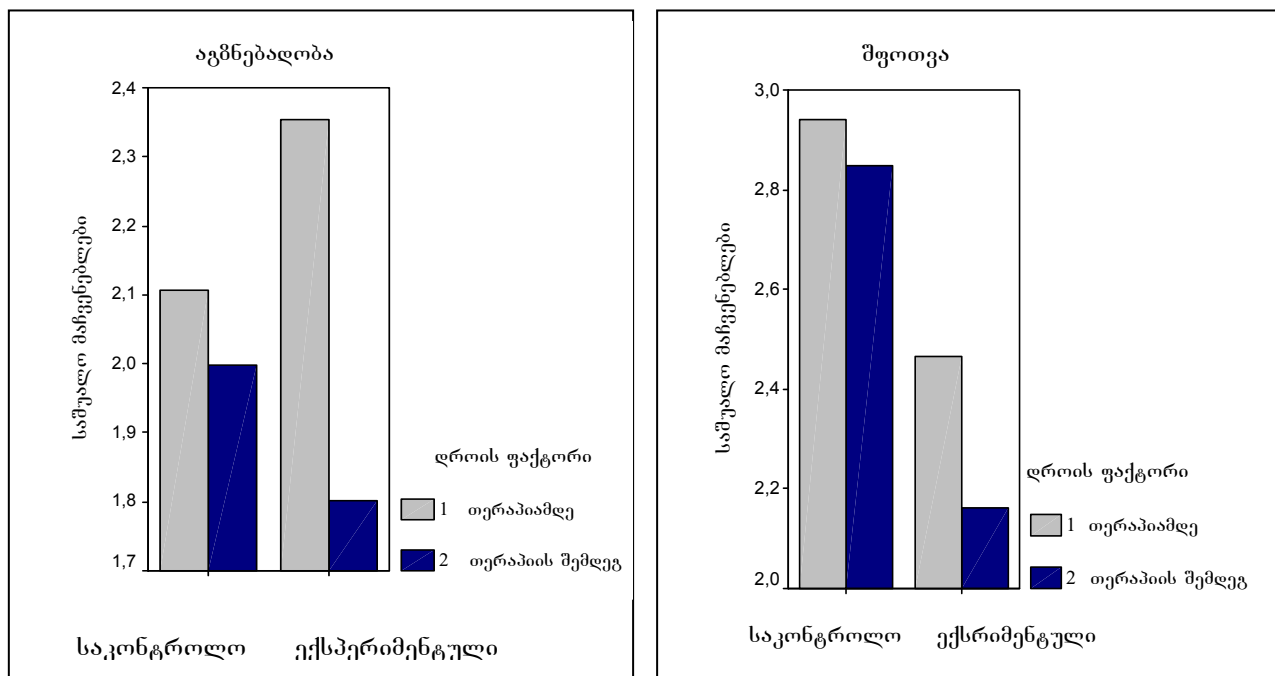 აგზნებადობა
2,4
2,3
2,2
2,1
2,0
1,9
1,8
1,7
საშუალო მაჩვენებლები
დროის ფაქტორი
1 თერაპიამდე
2 თერაპიის შემდეგ
საკონტროლო ექსპერიმენტული
შფოთვა
3,0
2,8
2,6
2,4
2,2
2,0
საშუალო მაჩვენებლები
დროის ფაქტორი
1 თერაპიამდე
2 თერაპიის შემდეგ
საკონტროლო ექსრიმენტული